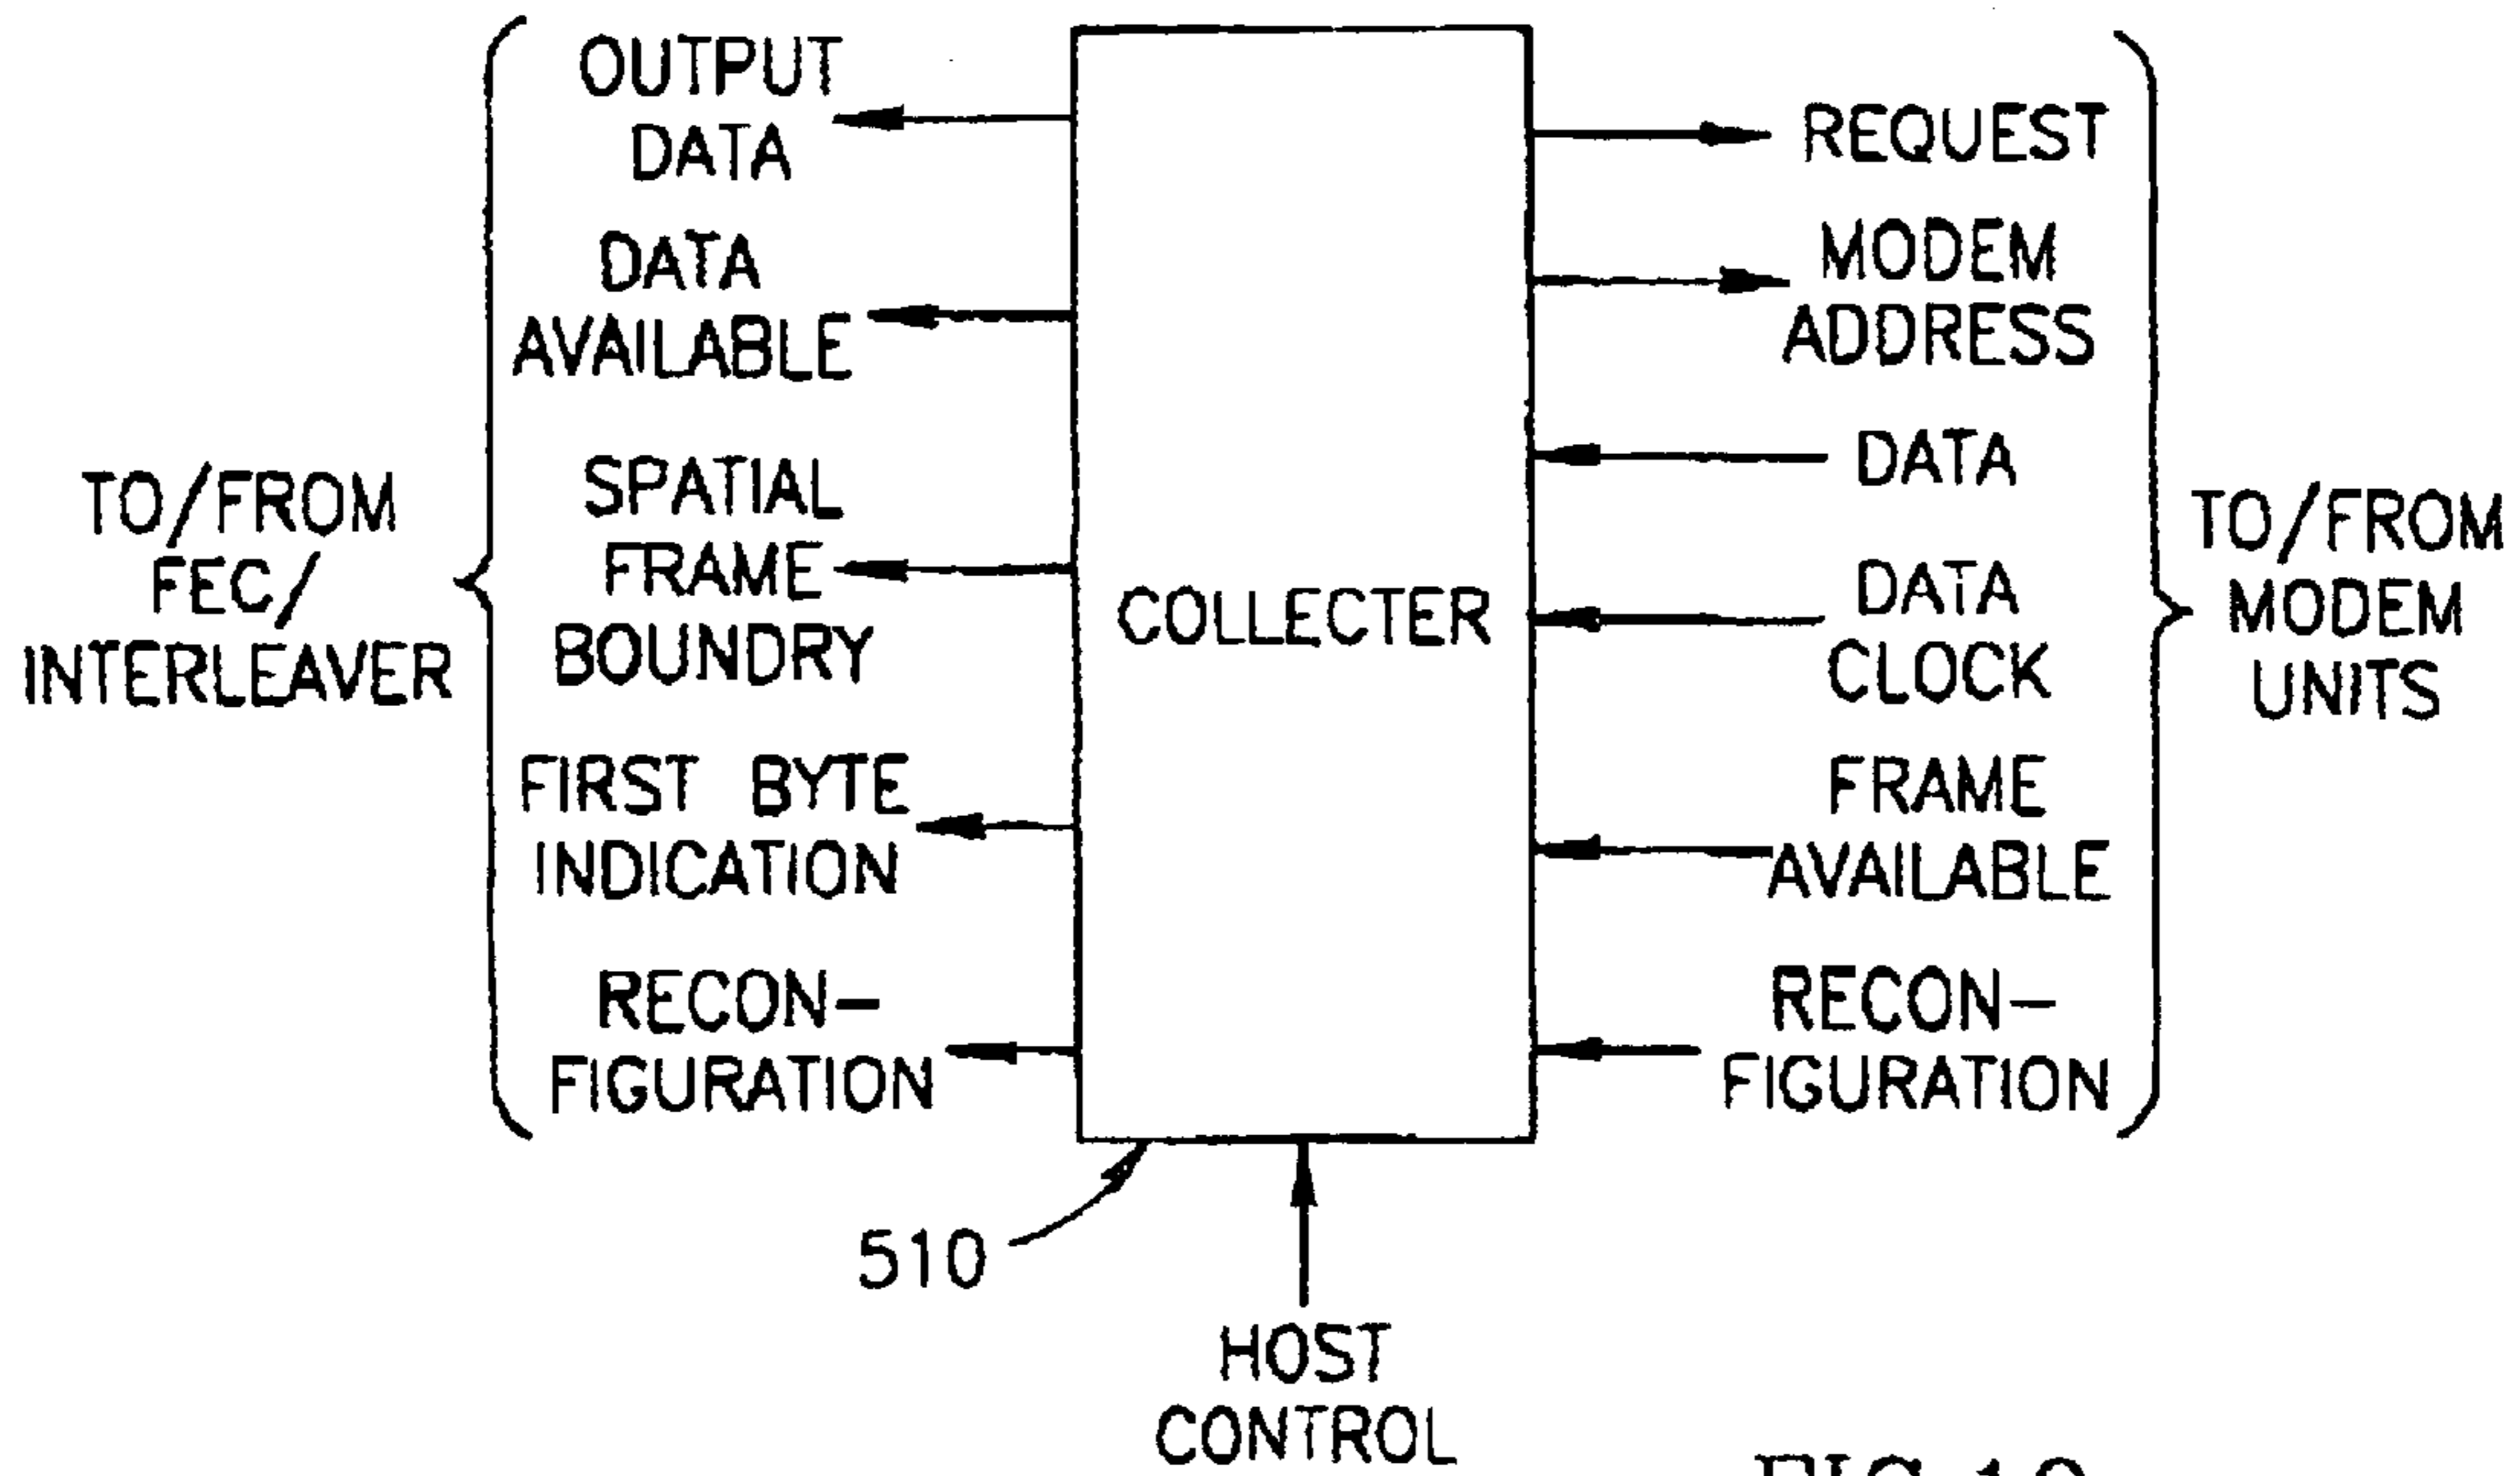 OUTPUT
DATA
DATA
AVAILABLE
SPATIAL
FRAME
BOUNDRY
FIRST BYTE
INDICATION
RECON-
FIGURATION
TO/FROM
FEC/
INTERLEAVER
COLLECTER
REQUEST
MODEM
ADDRESS
DATA
DATA
CLOCK
FRAME
AVAILABLE
RECON-
FIGURATION
TO/FROM
MODEM
UNITS
510
HOST
CONTROL